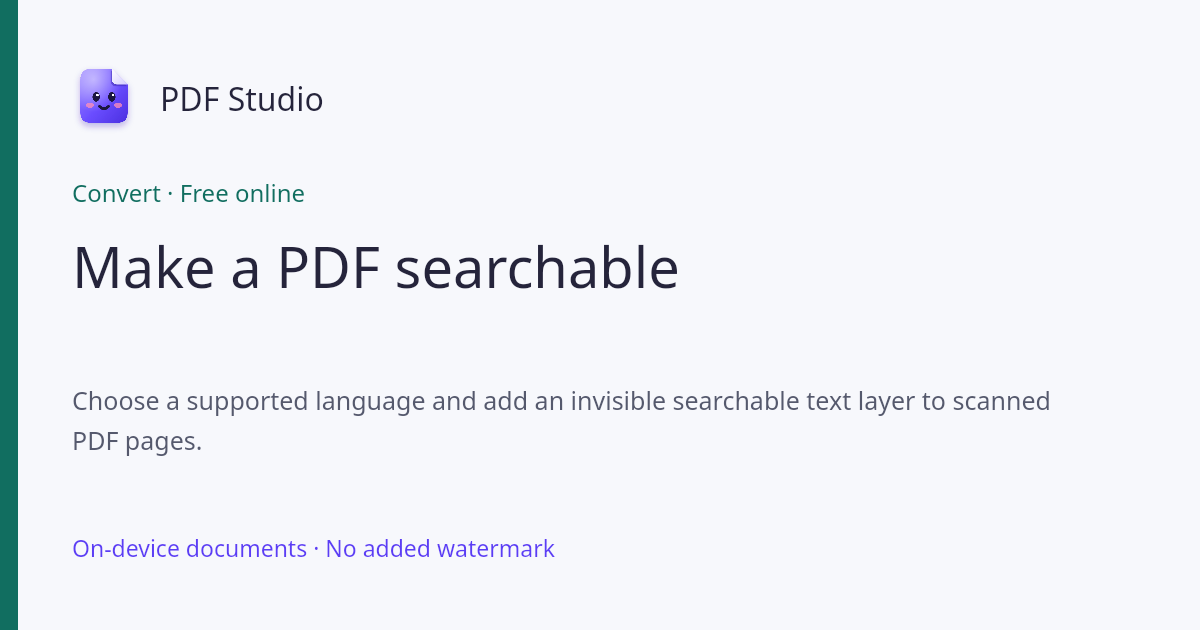 PDF Studio
Convert · Free online
Make a PDF searchable
Choose a supported language and add an invisible searchable text layer to scanned
PDF pages.
On-device documents · No added watermark